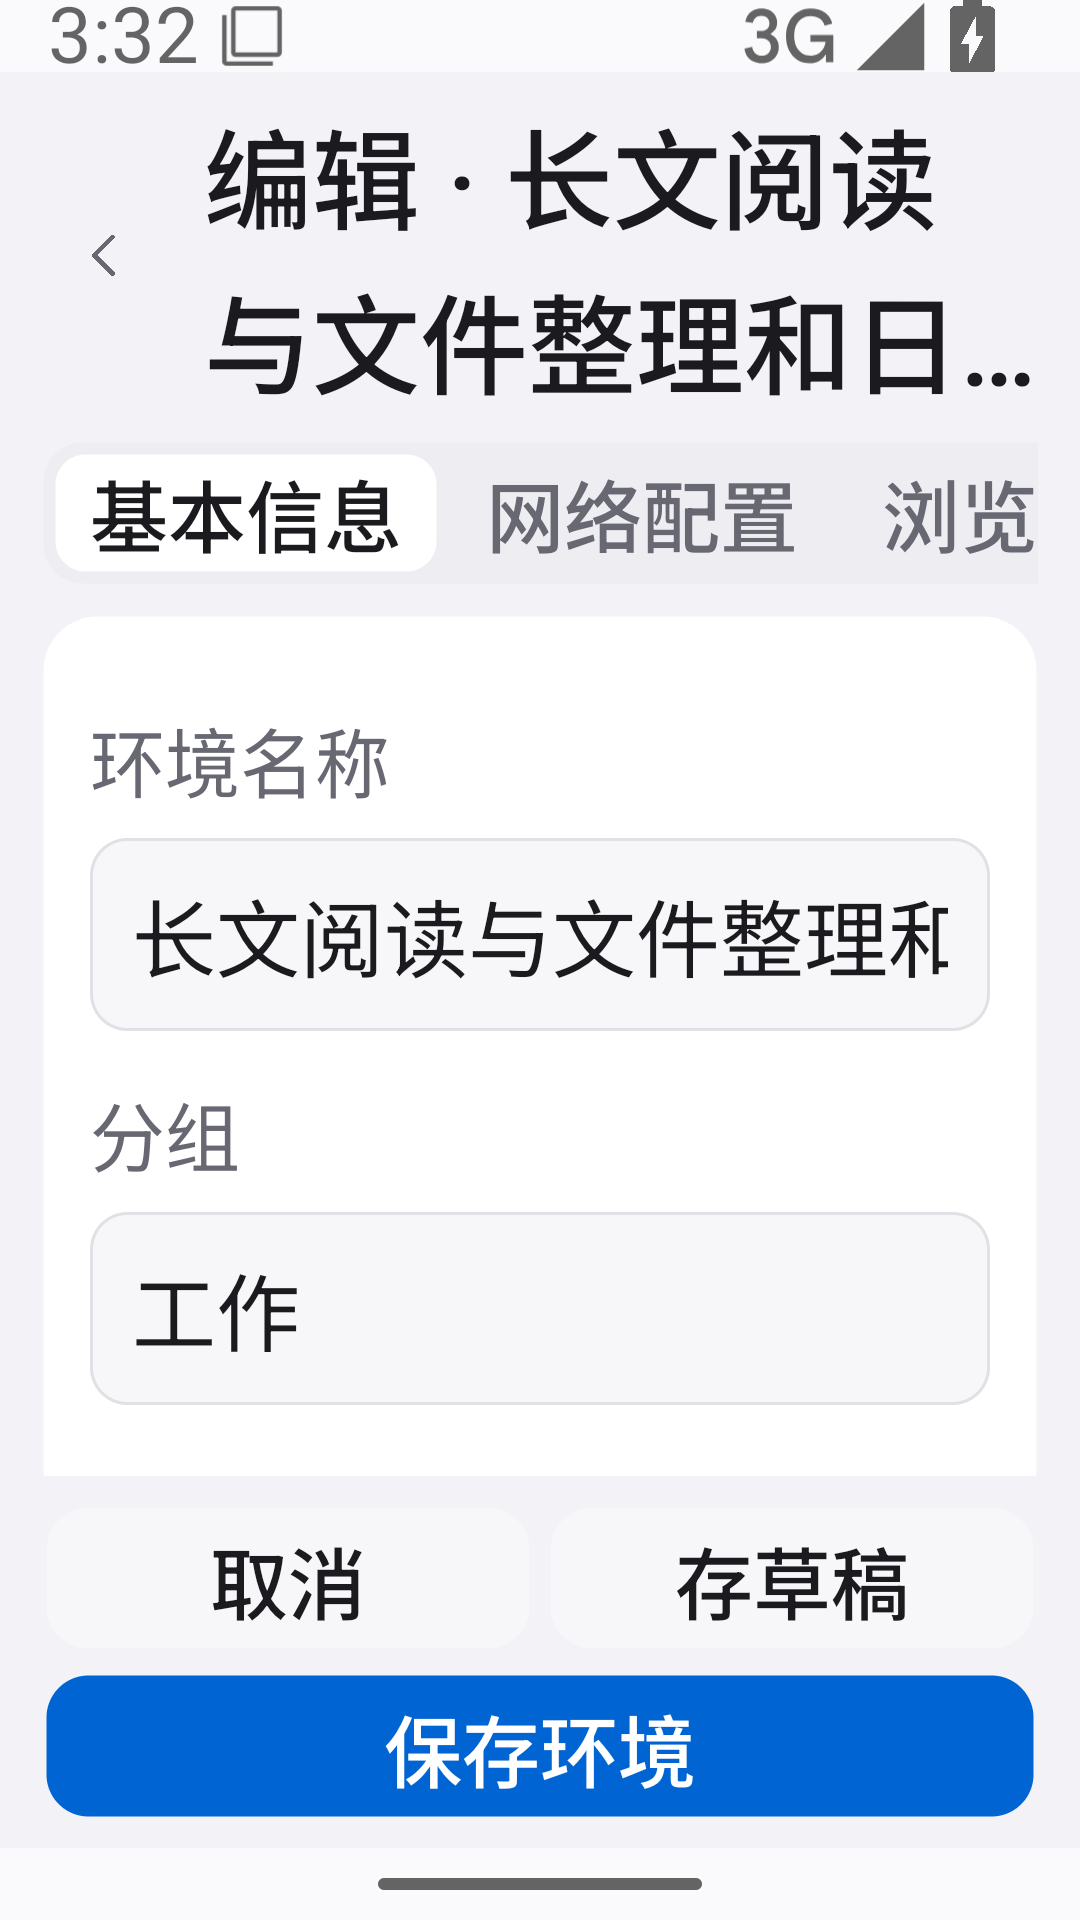 3:32 3G
编辑 · 长文阅读
与文件整理和日…
基本信息 网络配置 浏览
环境名称
长文阅读与文件整理和
分组
工作
取消 存草稿
保存环境